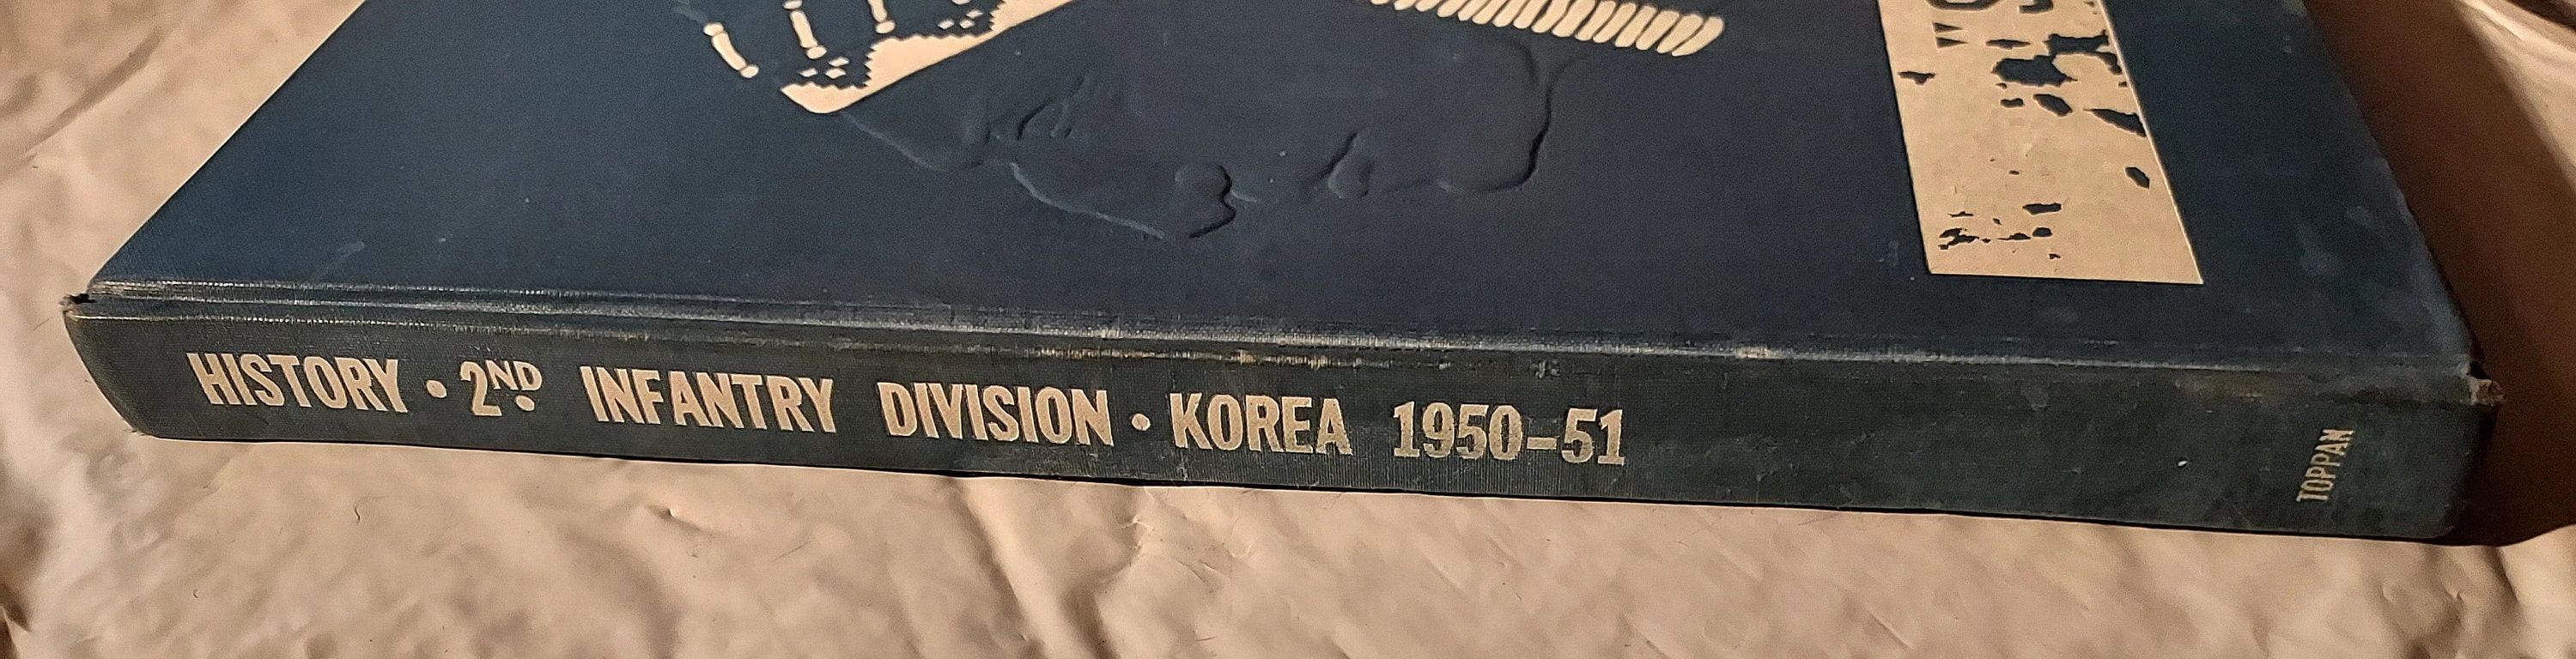 HISTORY • 2ND INFANTRY DIVISION • KOREA 1950-51
TOPPAN